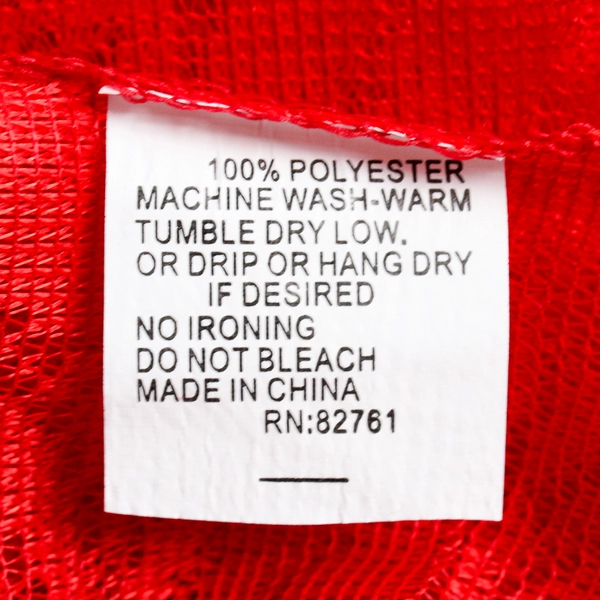 100% POLYESTER
MACHINE WASH-WARM
TUMBLE DRY LOW.
OR DRIP OR HANG DRY
IF DESIRED
NO IRONING
DO NOT BLEACH
MADE IN CHINA
RN:82761